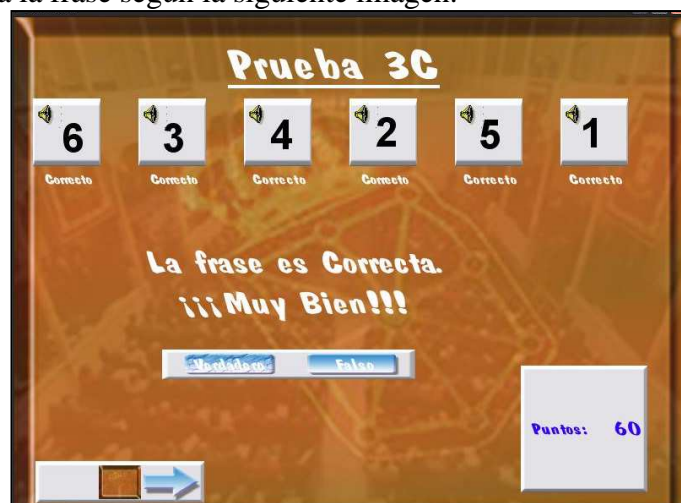 a la frase según la siguiente imagen:
Prueba 3C
6 3 4 2 5 1
Correcto Correcto Correcto Correcto Correcto Correcto
La frase es Correcta.
¡¡¡Muy Bien!!!
Verdadero Falso
Puntos: 60